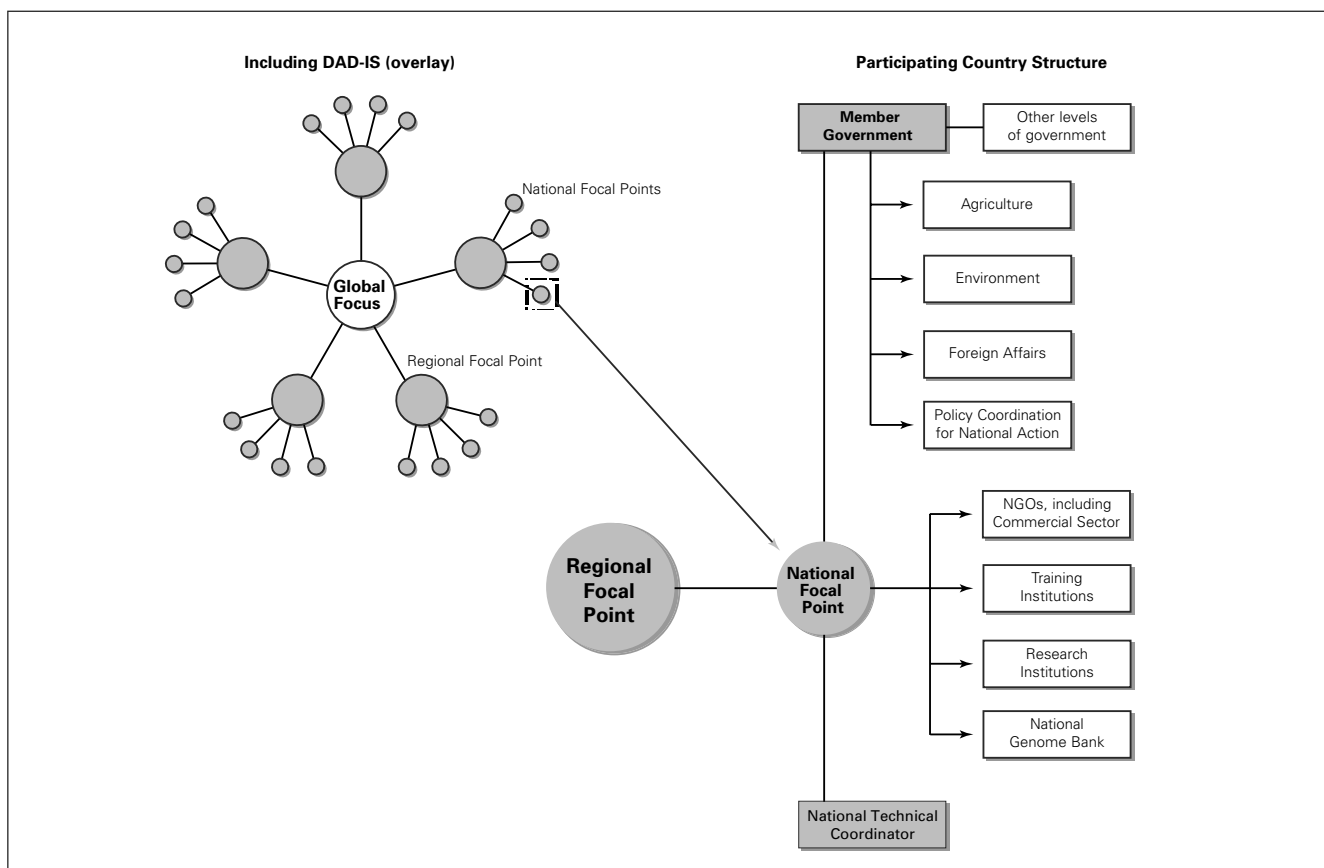 Including DAD-IS (overlay)
National Focal Points
Global
Focus
Regional Focal Point
Participating Country Structure
Member
Government
Other levels
of government
Agriculture
Environment
Foreign Affairs
Policy Coordination
for National Action
Regional
Focal
Point
National
Focal
Point
NGOs, including
Commercial Sector
Training
Institutions
Research
Institutions
National
Genome Bank
National Technical
Coordinator